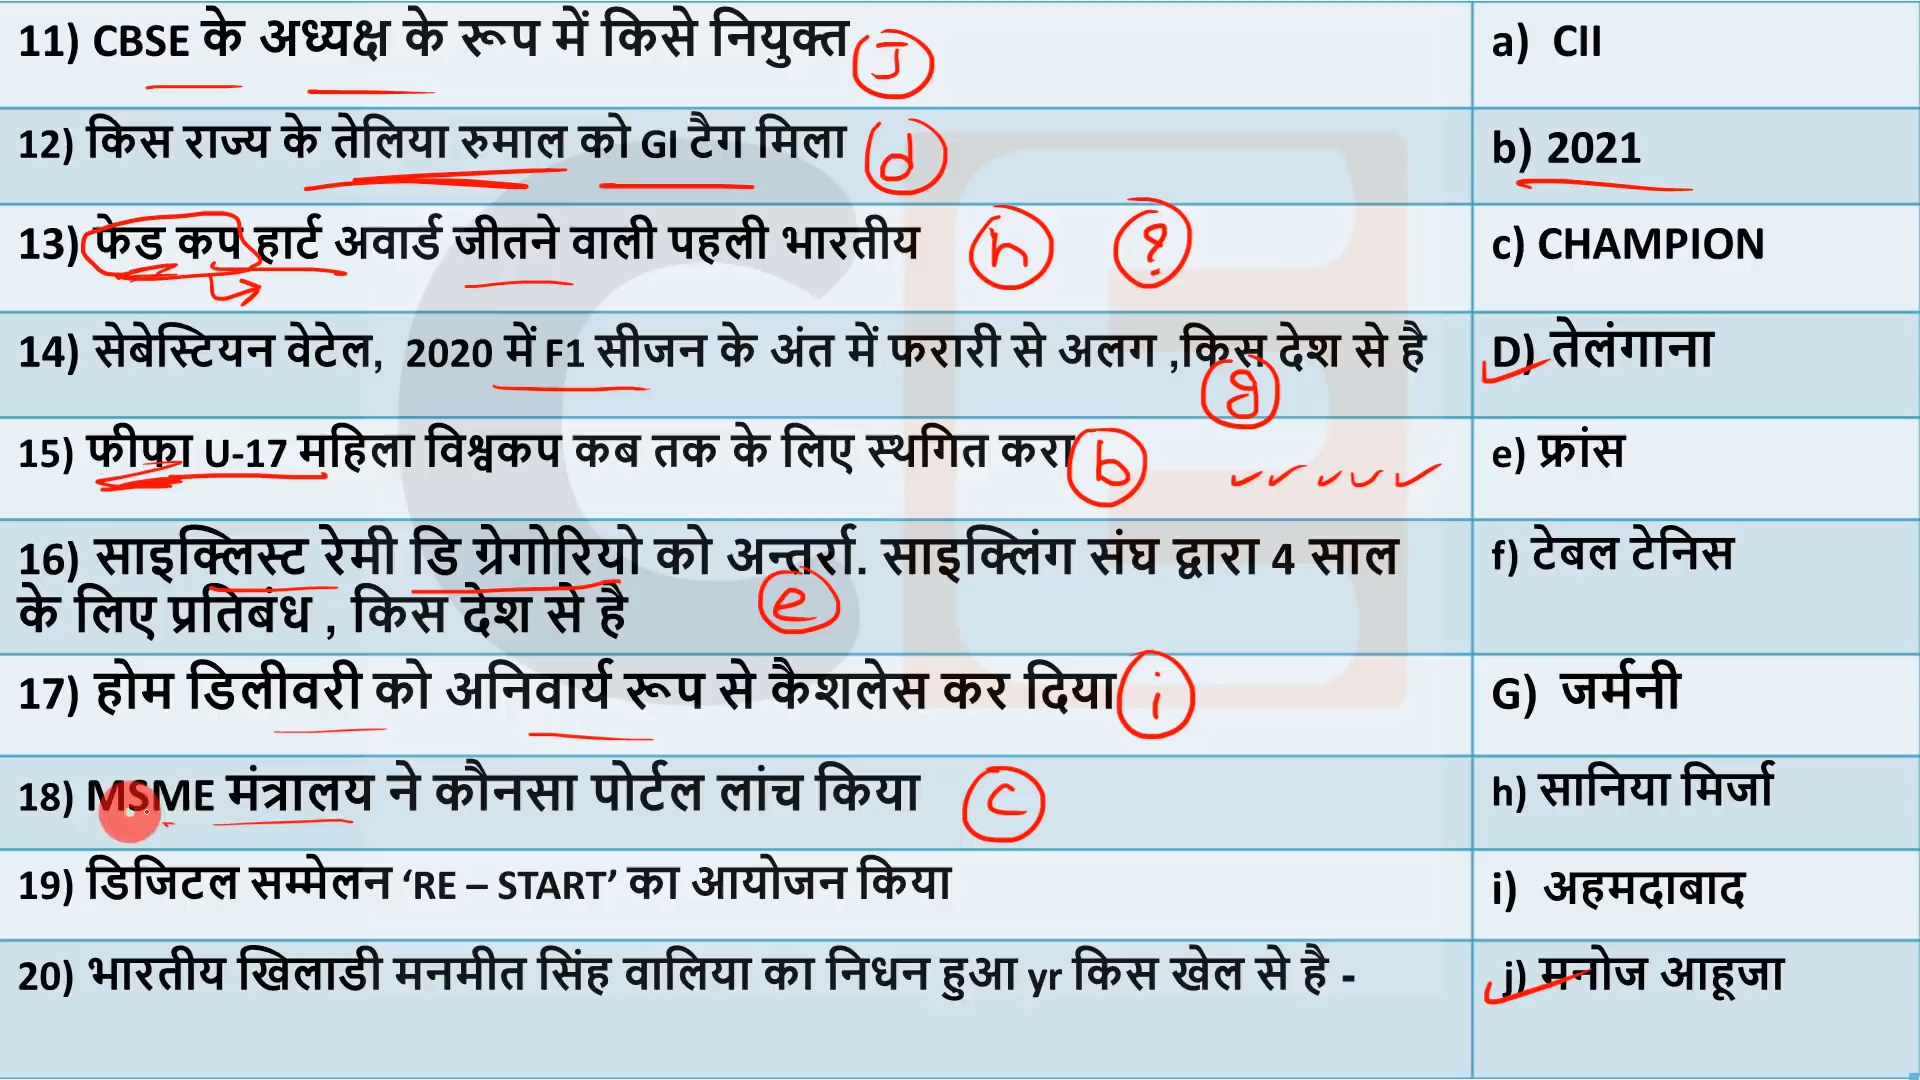 11) CBSE के अध्यक्ष के रूप में किसे नियुक्त J
a) CII
12) किस राज्य के तेलिया रुमाल को GI टैग मिला d
b) 2021
13) फेड कप हार्ट अवार्ड जीतने वाली पहली भारतीय h ?
c) CHAMPION
14) सेबेस्टियन वेटेल, 2020 में F1 सीजन के अंत में फरारी से अलग ,किस देश से है g
D) तेलंगाना
15) फीफा U-17 महिला विश्वकप कब तक के लिए स्थगित करा b
e) फ्रांस
16) साइक्लिस्ट रेमी डि ग्रेगोरियो को अन्तर्रा. साइक्लिंग संघ द्वारा 4 साल
के लिए प्रतिबंध , किस देश से है e
f) टेबल टेनिस
17) होम डिलीवरी को अनिवार्य रूप से कैशलेस कर दिया i
G) जर्मनी
18) MSME मंत्रालय ने कौनसा पोर्टल लांच किया c
h) सानिया मिर्जा
19) डिजिटल सम्मेलन ‘RE – START’ का आयोजन किया
i) अहमदाबाद
20) भारतीय खिलाडी मनमीत सिंह वालिया का निधन हुआ yr किस खेल से है -
j) मनोज आहूजा